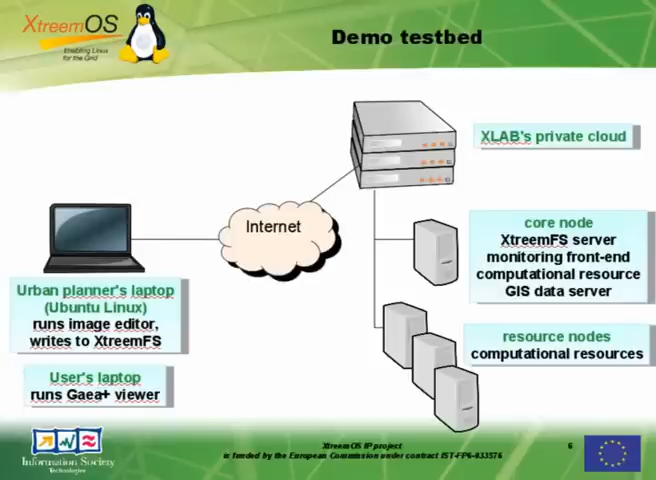 XtreemOS
Enabling Linux
for the Grid
Demo testbed
XLAB's private cloud
Internet
core node
XtreemFS server
monitoring front-end
computational resource
GIS data server
Urban planner's laptop
(Ubuntu Linux)
runs image editor,
writes to XtreemFS
resource nodes
computational resources
User's laptop
runs Gaea+ viewer
Information Society
Technologies
XtreemOS IP project
is funded by the European Commission under contract IST-FP6-033576
6